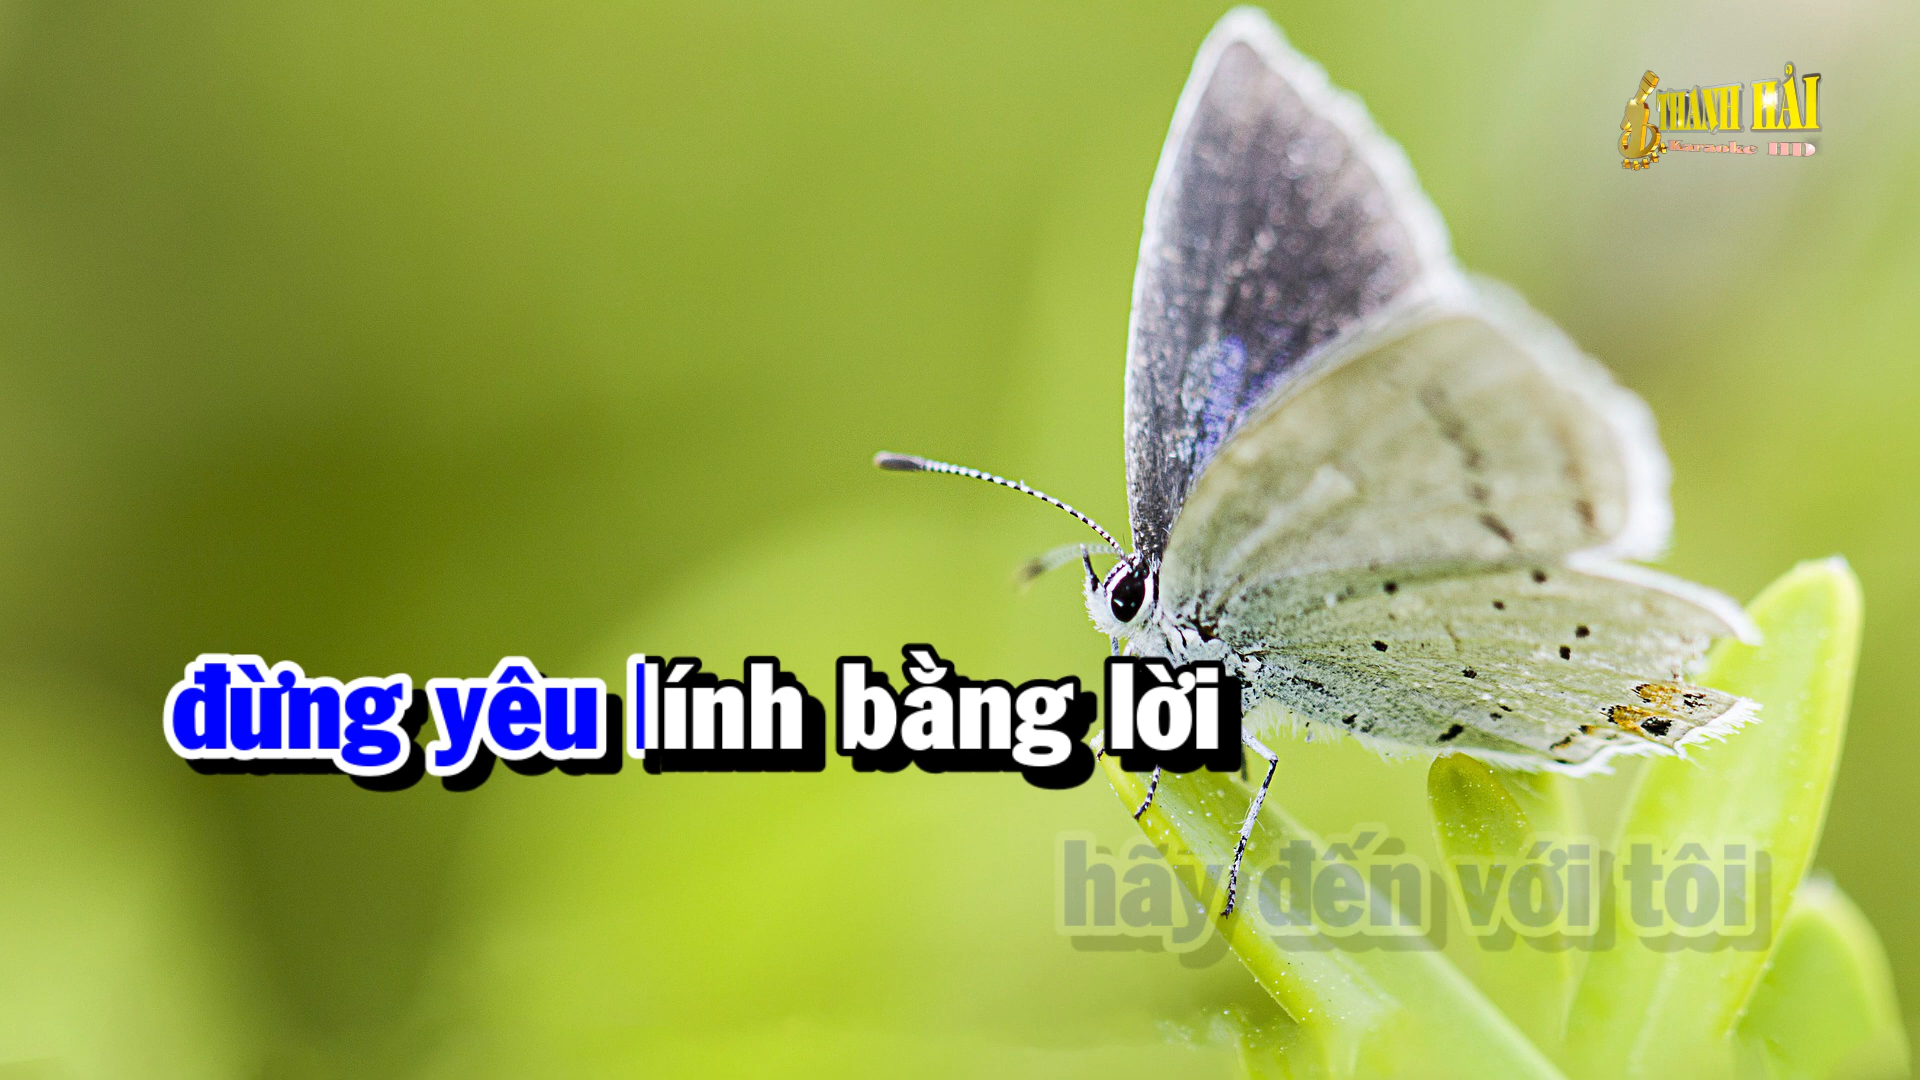 THANH HẢI
Karaoke HD
đừng yêu lính bằng lời
hãy đến với tôi